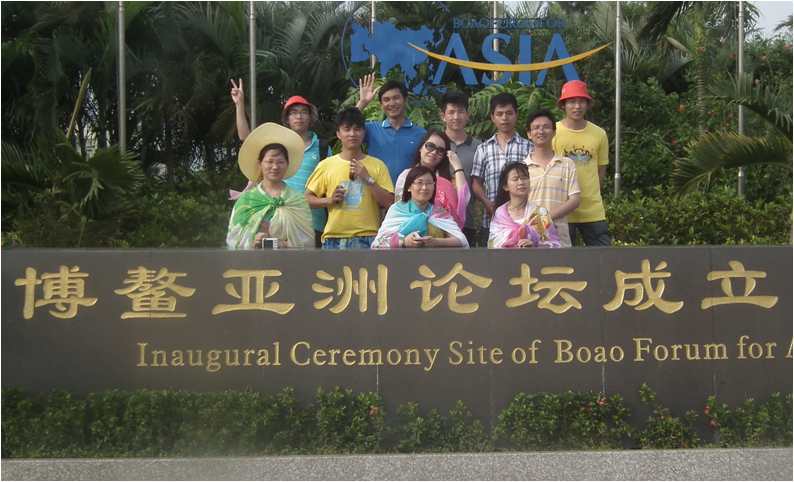 BOAO FORUM FOR
ASIA
博鳌亚洲论坛成立
Inaugural Ceremony Site of Boao Forum for A